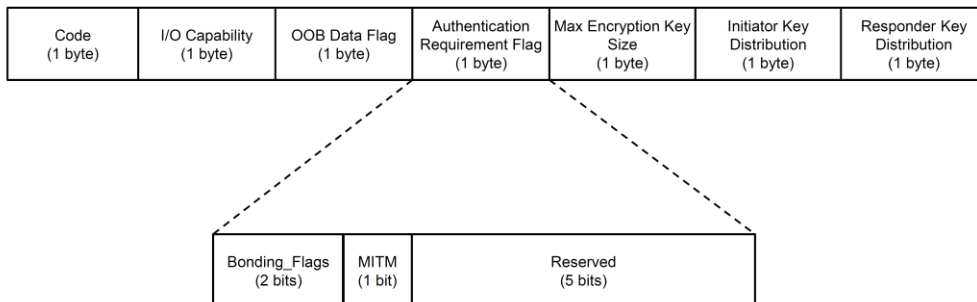 Code
(1 byte)
I/O Capability
(1 byte)
OOB Data Flag
(1 byte)
Authentication
Requirement Flag
(1 byte)
Max Encryption Key
Size
(1 byte)
Initiator Key
Distribution
(1 byte)
Responder Key
Distribution
(1 byte)
Bonding_Flags
(2 bits)
MITM
(1 bit)
Reserved
(5 bits)